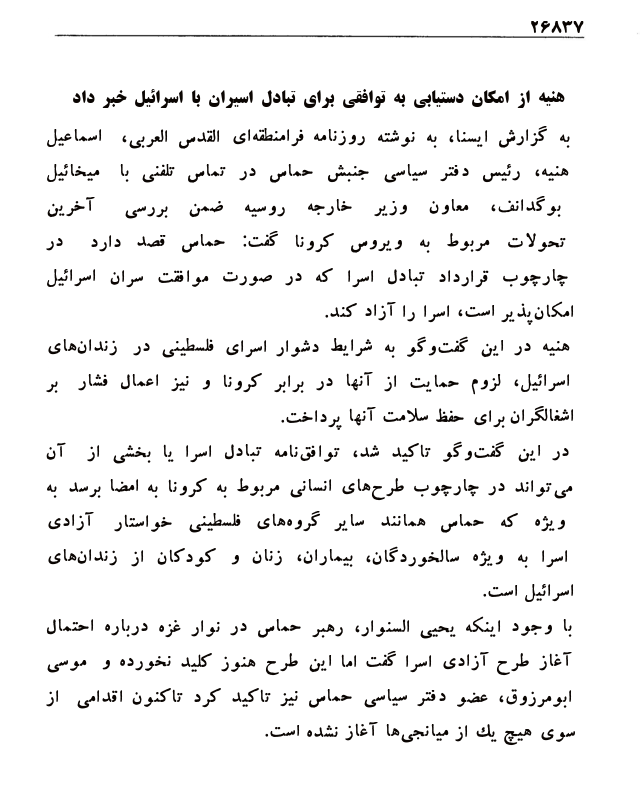 ۲۶۸۳۷
هنیه از امکان دستیابی به توافقی برای تبادل اسیران با اسرائیل خبر داد
به گزارش ایسنا، به نوشته روزنامه فرامنطقه‌ای القدس العربی، اسماعیل
هنیه، رئیس دفتر سیاسی جنبش حماس در تماس تلفنی با میخائیل
بوگدانف، معاون وزیر خارجه روسیه ضمن بررسی آخرین
تحولات مربوط به ویروس کرونا گفت: حماس قصد دارد در
چارچوب قرارداد تبادل اسرا که در صورت موافقت سران اسرائیل
امکان‌پذیر است، اسرا را آزاد کند.
هنیه در این گفت‌وگو به شرایط دشوار اسرای فلسطینی در زندان‌های
اسرائیل، لزوم حمایت از آنها در برابر کرونا و نیز اعمال فشار بر
اشغالگران برای حفظ سلامت آنها پرداخت.
در این گفت‌وگو تاکید شد، توافق‌نامه تبادل اسرا یا بخشی از آن
می‌تواند در چارچوب طرح‌های انسانی مربوط به کرونا به امضا برسد به
ویژه که حماس همانند سایر گروه‌های فلسطینی خواستار آزادی
اسرا به ویژه سالخوردگان، بیماران، زنان و کودکان از زندان‌های
اسرائیل است.
با وجود اینکه یحیی السنوار، رهبر حماس در نوار غزه درباره احتمال
آغاز طرح آزادی اسرا گفت اما این طرح هنوز کلید نخورده و موسی
ابومرزوق، عضو دفتر سیاسی حماس نیز تاکید کرد تاکنون اقدامی از
سوی هیچ یك از میانجی‌ها آغاز نشده است.